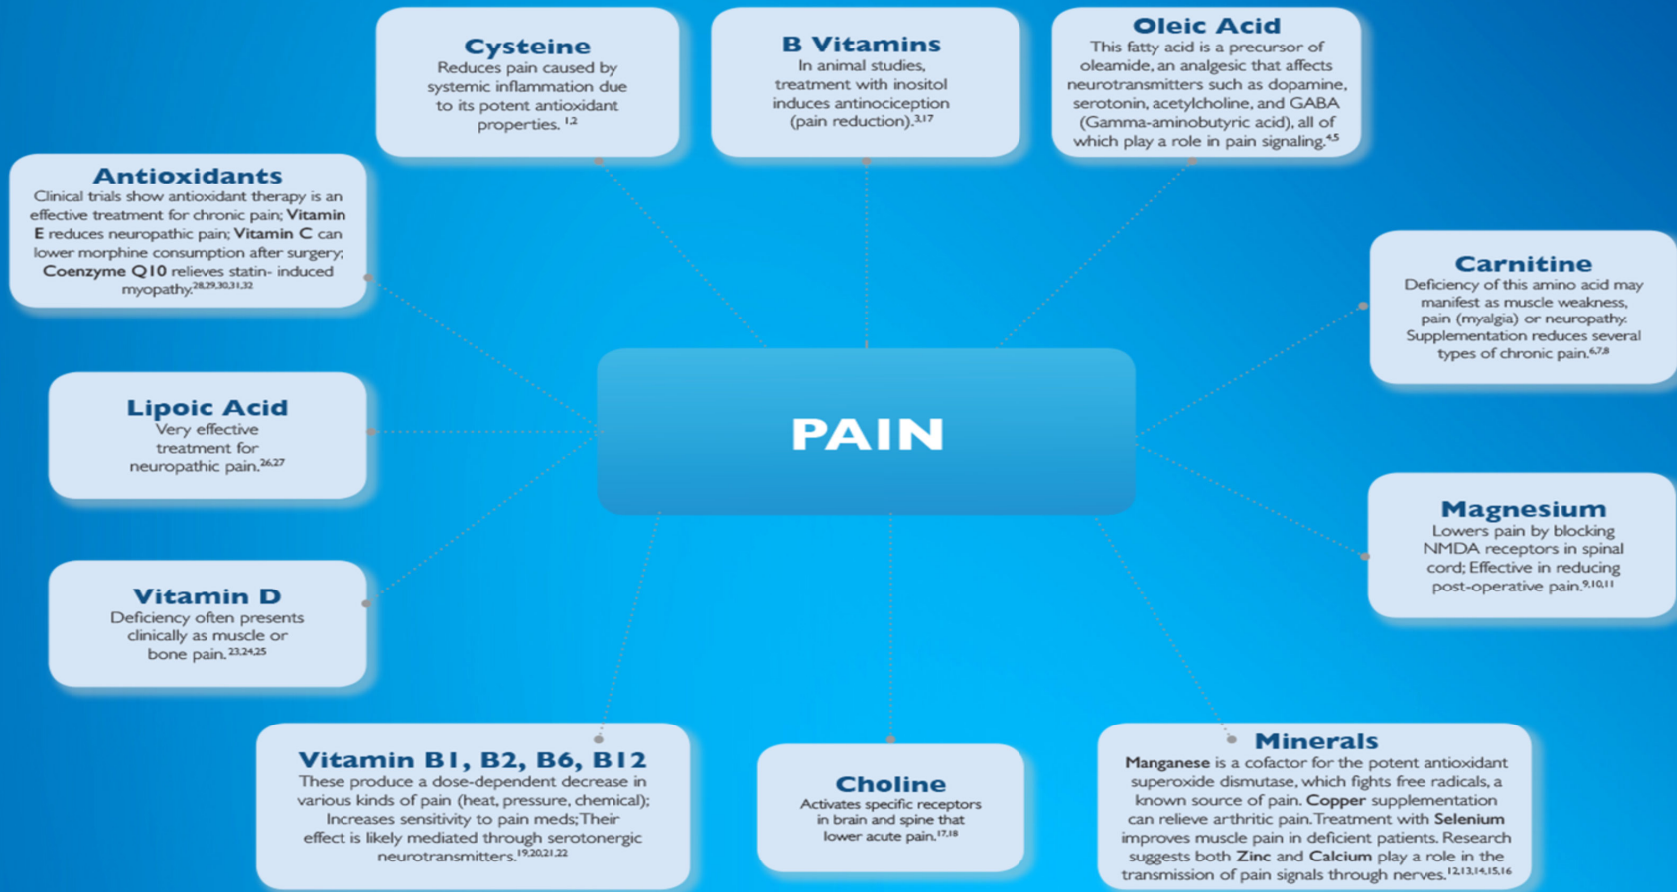 Cysteine
Reduces pain caused by
systemic inflammation due
to its potent antioxidant
properties. 1,2
B Vitamins
In animal studies,
treatment with inositol
induces antinociception
(pain reduction).3,17
Oleic Acid
This fatty acid is a precursor of
oleamide, an analgesic that affects
neurotransmitters such as dopamine,
serotonin, acetylcholine, and GABA
(Gamma-aminobutyric acid), all of
which play a role in pain signaling.4,5
Antioxidants
Clinical trials show antioxidant therapy is an
effective treatment for chronic pain; Vitamin
E reduces neuropathic pain; Vitamin C can
lower morphine consumption after surgery;
Coenzyme Q10 relieves statin- induced
myopathy.28,29,30,31,32
Carnitine
Deficiency of this amino acid may
manifest as muscle weakness,
pain (myalgia) or neuropathy.
Supplementation reduces several
types of chronic pain.6,7,8
Lipoic Acid
Very effective
treatment for
neuropathic pain.26,27
PAIN
Magnesium
Lowers pain by blocking
NMDA receptors in spinal
cord; Effective in reducing
post-operative pain.9,10,11
Vitamin D
Deficiency often presents
clinically as muscle or
bone pain. 23,24,25
Vitamin B1, B2, B6, B12
These produce a dose-dependent decrease in
various kinds of pain (heat, pressure, chemical);
Increases sensitivity to pain meds; Their
effect is likely mediated through serotonergic
neurotransmitters.19,20,21,22
Choline
Activates specific receptors
in brain and spine that
lower acute pain.17,18
Minerals
Manganese is a cofactor for the potent antioxidant
superoxide dismutase, which fights free radicals, a
known source of pain. Copper supplementation
can relieve arthritic pain. Treatment with Selenium
improves muscle pain in deficient patients. Research
suggests both Zinc and Calcium play a role in the
transmission of pain signals through nerves.12,13,14,15,16